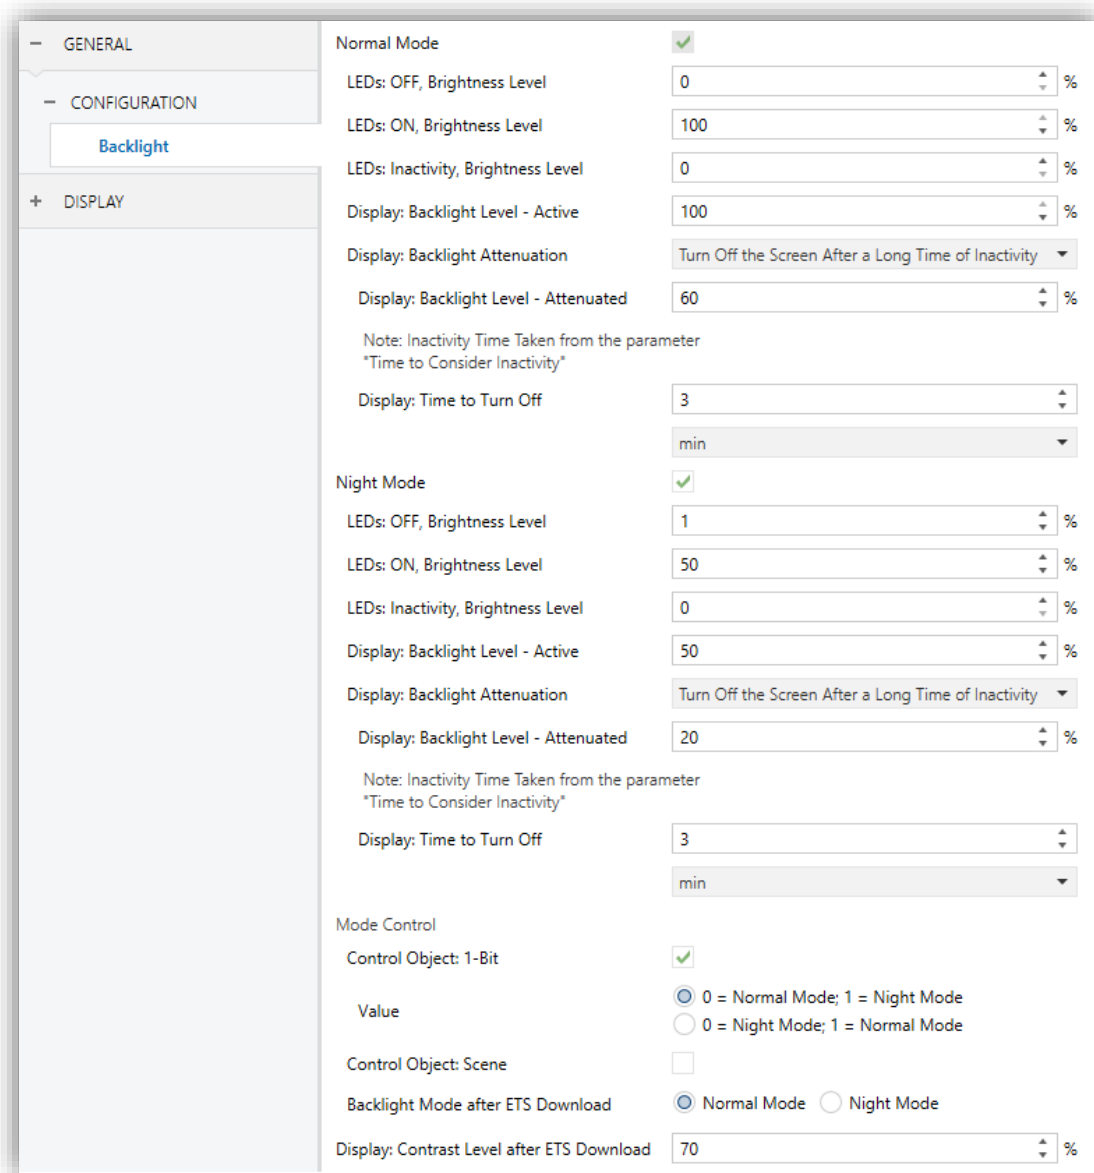 GENERAL
CONFIGURATION
Backlight
DISPLAY
Normal Mode
LEDs: OFF, Brightness Level 0 %
LEDs: ON, Brightness Level 100 %
LEDs: Inactivity, Brightness Level 0 %
Display: Backlight Level - Active 100 %
Display: Backlight Attenuation Turn Off the Screen After a Long Time of Inactivity
Display: Backlight Level - Attenuated 60 %
Note: Inactivity Time Taken from the parameter
"Time to Consider Inactivity"
Display: Time to Turn Off 3
min
Night Mode
LEDs: OFF, Brightness Level 1 %
LEDs: ON, Brightness Level 50 %
LEDs: Inactivity, Brightness Level 0 %
Display: Backlight Level - Active 50 %
Display: Backlight Attenuation Turn Off the Screen After a Long Time of Inactivity
Display: Backlight Level - Attenuated 20 %
Note: Inactivity Time Taken from the parameter
"Time to Consider Inactivity"
Display: Time to Turn Off 3
min
Mode Control
Control Object: 1-Bit
Value
0 = Normal Mode; 1 = Night Mode
0 = Night Mode; 1 = Normal Mode
Control Object: Scene
Backlight Mode after ETS Download Normal Mode Night Mode
Display: Contrast Level after ETS Download 70 %